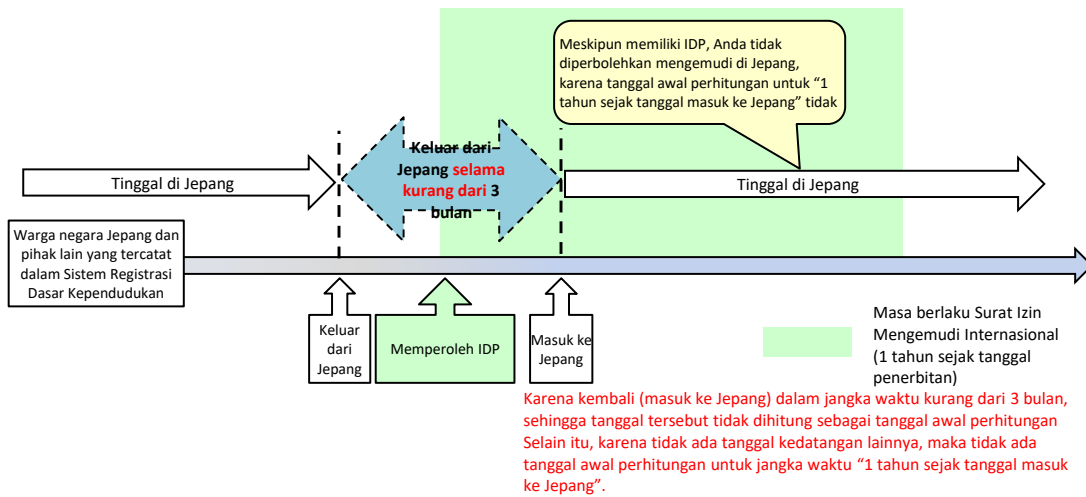 Meskipun memiliki IDP, Anda tidak
diperbolehkan mengemudi di Jepang,
karena tanggal awal perhitungan untuk “1
tahun sejak tanggal masuk ke Jepang” tidak
Keluar dari
Jepang selama
kurang dari 3
bulan
Tinggal di Jepang
Tinggal di Jepang
Warga negara Jepang dan
pihak lain yang tercatat
dalam Sistem Registrasi
Dasar Kependudukan
Keluar
dari
Jepang
Memperoleh IDP
Masuk ke
Jepang
Masa berlaku Surat Izin
Mengemudi Internasional
(1 tahun sejak tanggal
penerbitan)
Karena kembali (masuk ke Jepang) dalam jangka waktu kurang dari 3 bulan,
sehingga tanggal tersebut tidak dihitung sebagai tanggal awal perhitungan
Selain itu, karena tidak ada tanggal kedatangan lainnya, maka tidak ada
tanggal awal perhitungan untuk jangka waktu “1 tahun sejak tanggal masuk
ke Jepang”.